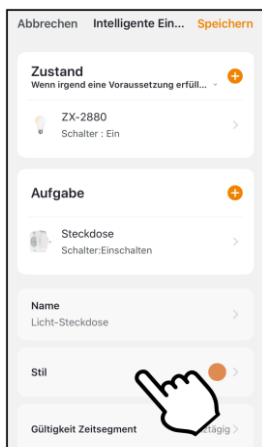 Abbrechen Intelligente Ein... Speichern
Zustand
Wenn irgend eine Voraussetzung erfüll...
ZX-2880
Schalter : Ein
Aufgabe
Steckdose
Schalter:Einschalten
Name
Licht-Steckdose
Stil
Gültigkeit Zeitsegment